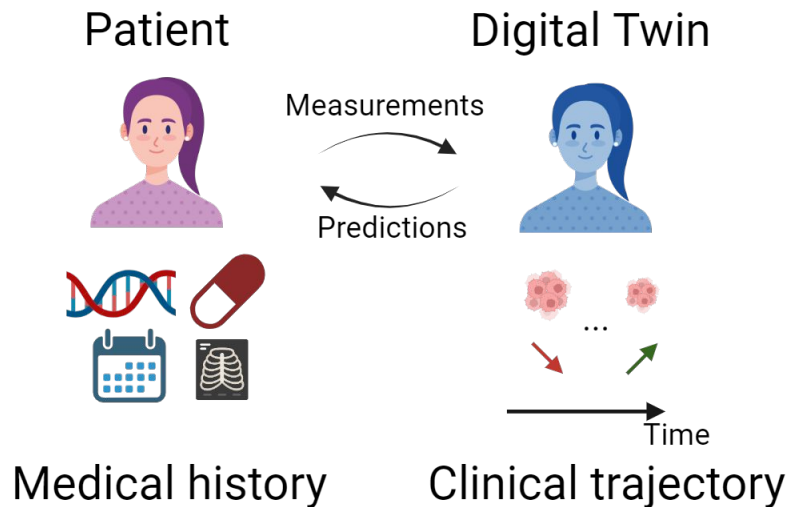 Patient
Digital Twin
Measurements
Predictions
...
Time
Medical history
Clinical trajectory